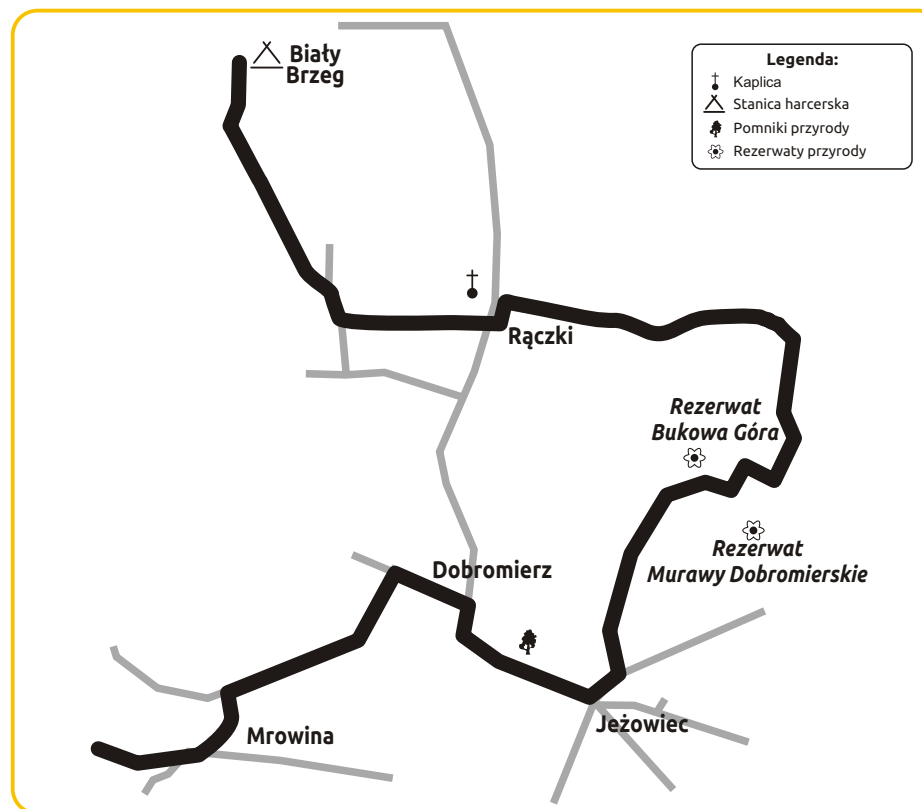 Biały
Brzeg
Legenda:
Kaplica
Stanica harcerska
Pomniki przyrody
Rezerwaty przyrody
Rączki
Rezerwat
Bukowa Góra
Rezerwat
Murawy Dobromierskie
Dobromierz
Jeżowiec
Mrowina